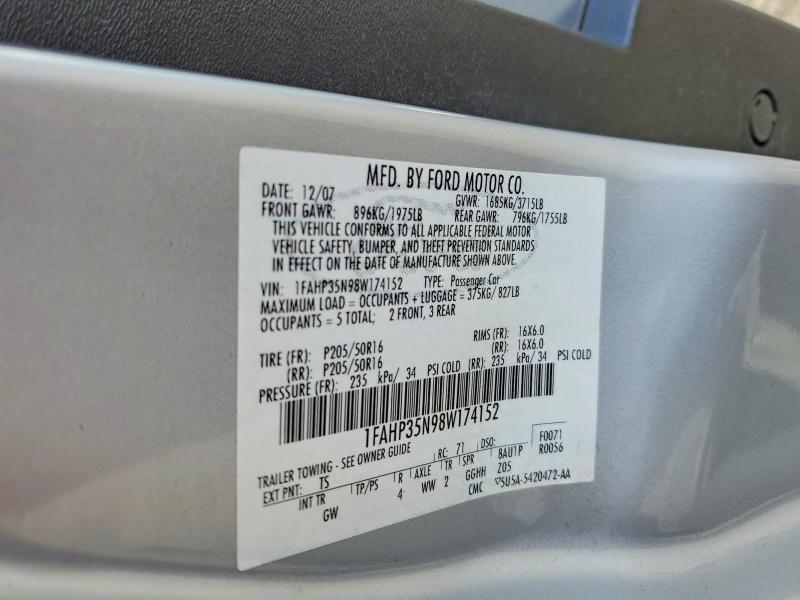 MFD. BY FORD MOTOR CO.
DATE: 12/07 GVWR: 1685KG/3715LB
FRONT GAWR: 896KG/1975LB REAR GAWR: 796KG/1755LB
THIS VEHICLE CONFORMS TO ALL APPLICABLE FEDERAL MOTOR
VEHICLE SAFETY, BUMPER, AND THEFT PREVENTION STANDARDS
IN EFFECT ON THE DATE OF MANUFACTURE SHOWN ABOVE.
VIN: 1FAHP35N98W174152 TYPE: Passenger Car
MAXIMUM LOAD = OCCUPANTS + LUGGAGE = 375KG/ 827LB
OCCUPANTS = 5 TOTAL; 2 FRONT, 3 REAR
TIRE (FR): P205/50R16 RIMS (FR): 16X6.0
(RR): P205/50R16 (RR): 16X6.0
PRESSURE (FR): 235 kPa/ 34 PSI COLD (RR): 235 kPa/ 34 PSI COLD
1FAHP35N98W174152
TRAILER TOWING - SEE OWNER GUIDE RC: 71 DSO: F0071
R0056
EXT PNT: TS TP/PS R AXLE TR SPR 8AU1P
INT TR 4 WW 2 GGHH Z05
GW CMC ▽SU5A-5420472-AA